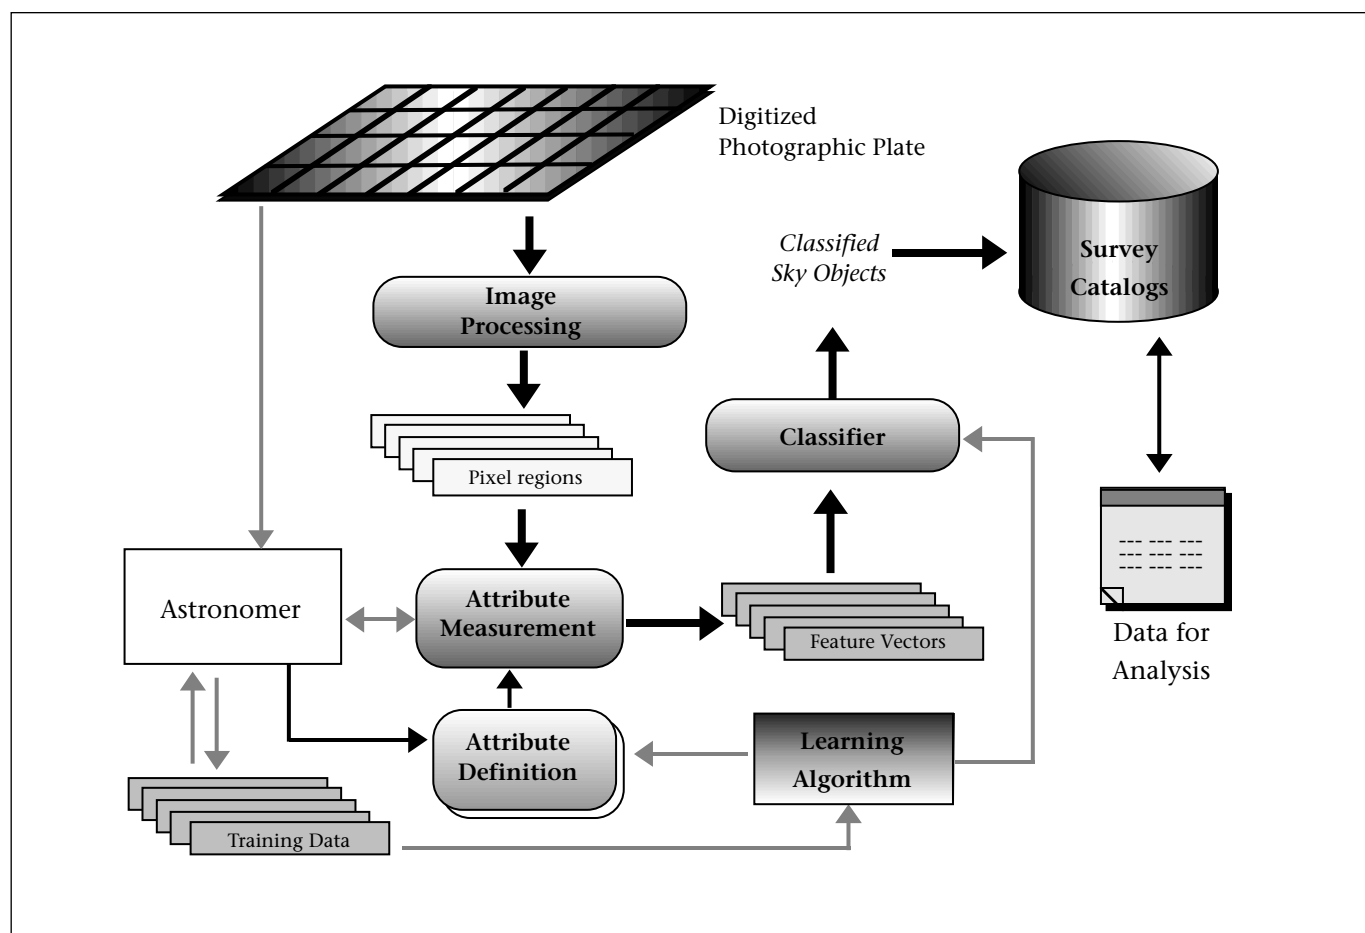 Digitized
Photographic Plate
Classified
Sky Objects
Survey
Catalogs
Image
Processing
Classifier
Pixel regions
Astronomer
Attribute
Measurement
Feature Vectors
--- --- ---
--- --- ---
--- --- ---
Data for
Analysis
Attribute
Definition
Learning
Algorithm
Training Data